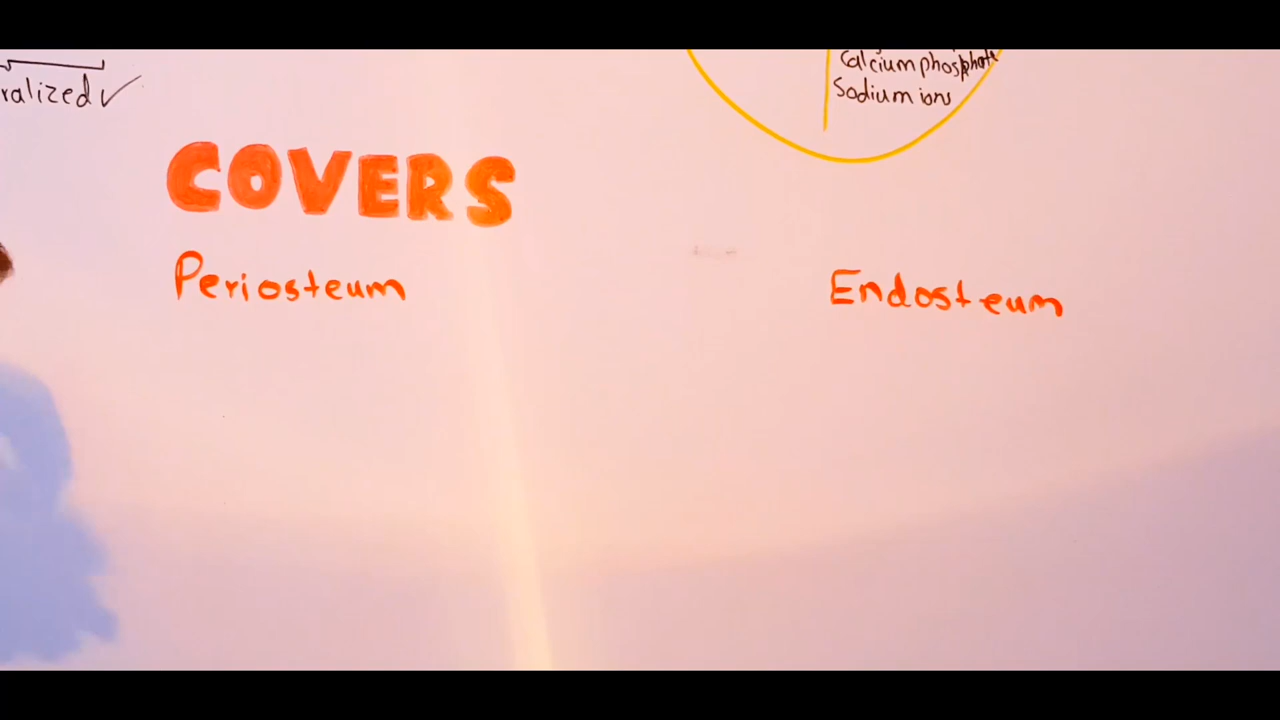 Calcium phosphate
ralized ✓
Sodium ions
COVERS
Periosteum
Endosteum